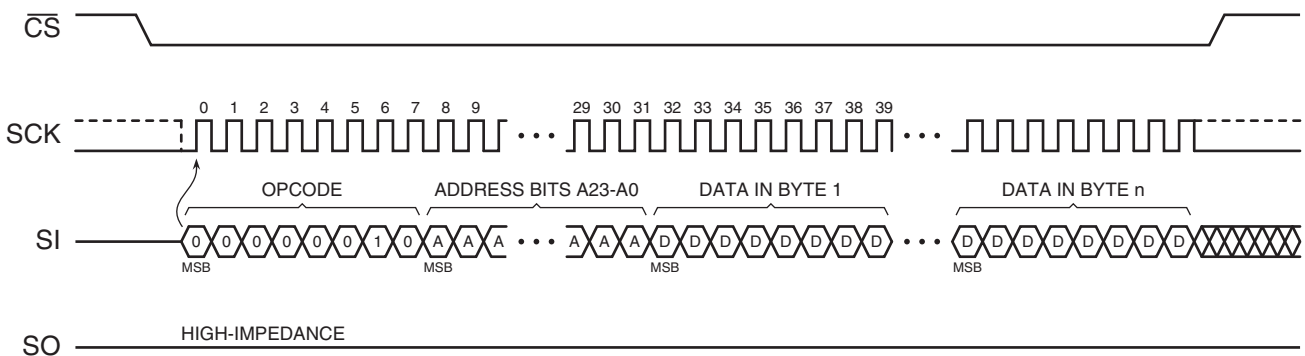 CS
0 1 2 3 4 5 6 7 8 9 29 30 31 32 33 34 35 36 37 38 39
SCK
OPCODE ADDRESS BITS A23-A0 DATA IN BYTE 1 DATA IN BYTE n
SI 0 0 0 0 0 0 1 0 A A A A A A D D D D D D D D D D D D D D D D
MSB MSB MSB MSB
HIGH-IMPEDANCE
SO